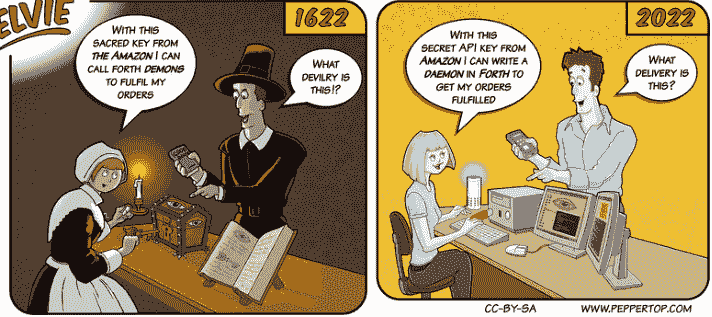 ELVIE
1622
WITH THIS
SACRED KEY FROM
THE AMAZON I CAN
CALL FORTH DEMONS
TO FULFIL MY
ORDERS
WHAT
DEVILRY IS
THIS!?
2022
WITH THIS
SECRET API KEY FROM
AMAZON I CAN WRITE A
DAEMON IN FORTH TO
GET MY ORDERS
FULFILLED
WHAT
DELIVERY IS
THIS?
CC-BY-SA
WWW.PEPPERTOP.COM